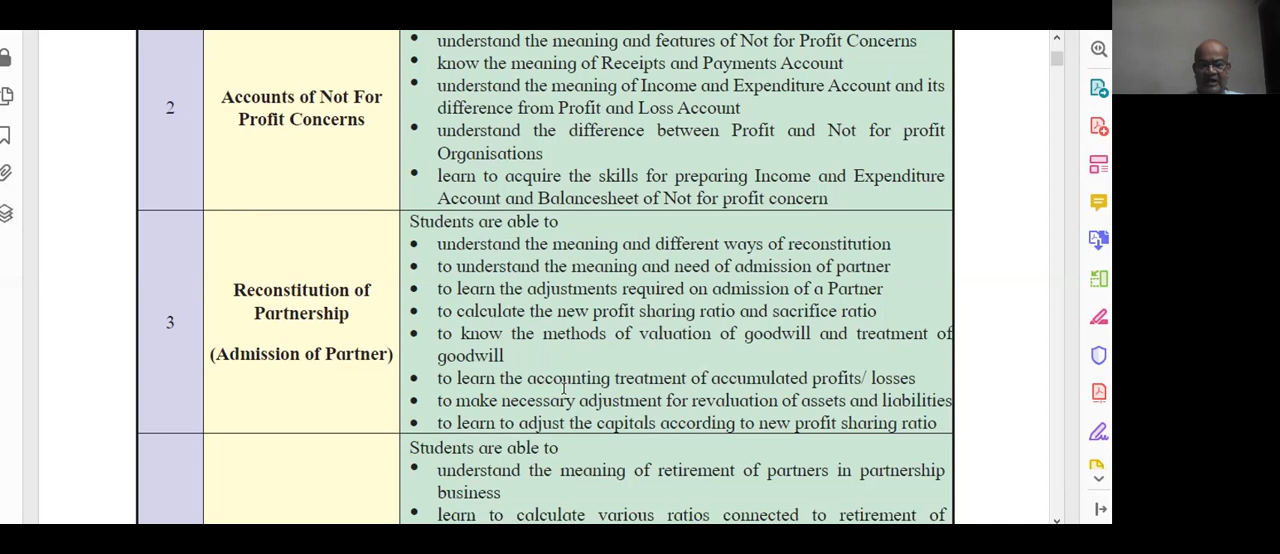 2
Accounts of Not For
Profit Concerns
• understand the meaning and features of Not for Profit Concerns
• know the meaning of Receipts and Payments Account
• understand the meaning of Income and Expenditure Account and its
difference from Profit and Loss Account
• understand the difference between Profit and Not for profit
Organisations
• learn to acquire the skills for preparing Income and Expenditure
Account and Balancesheet of Not for profit concern
3
Reconstitution of
Partnership
(Admission of Partner)
Students are able to
• understand the meaning and different ways of reconstitution
• to understand the meaning and need of admission of partner
• to learn the adjustments required on admission of a Partner
• to calculate the new profit sharing ratio and sacrifice ratio
• to know the methods of valuation of goodwill and treatment of
goodwill
• to learn the accounting treatment of accumulated profits/ losses
• to make necessary adjustment for revaluation of assets and liabilities
• to learn to adjust the capitals according to new profit sharing ratio
Students are able to
• understand the meaning of retirement of partners in partnership
business
• learn to calculate various ratios connected to retirement of